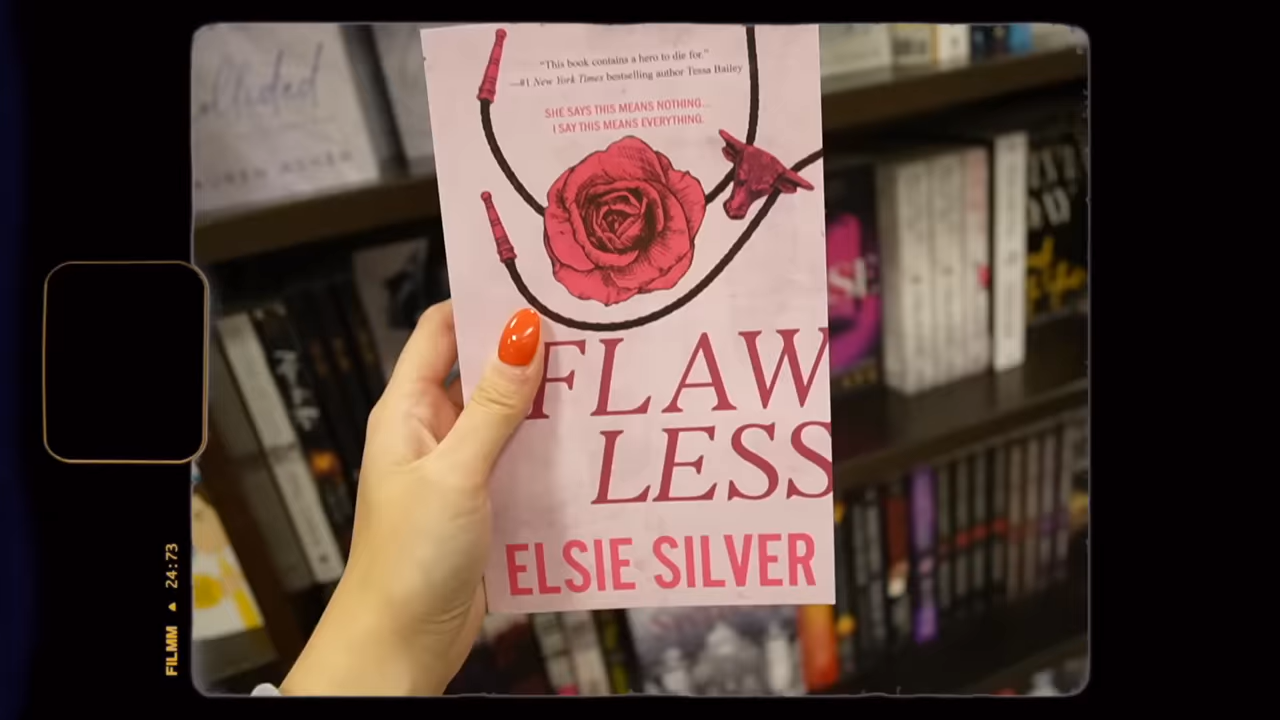 "This book contains a hero to die for."
—#1 New York Times bestselling author Tessa Bailey
SHE SAYS THIS MEANS NOTHING...
I SAY THIS MEANS EVERYTHING.
FLAW
LESS
ELSIE SILVER
FILMM ▲ 24:73